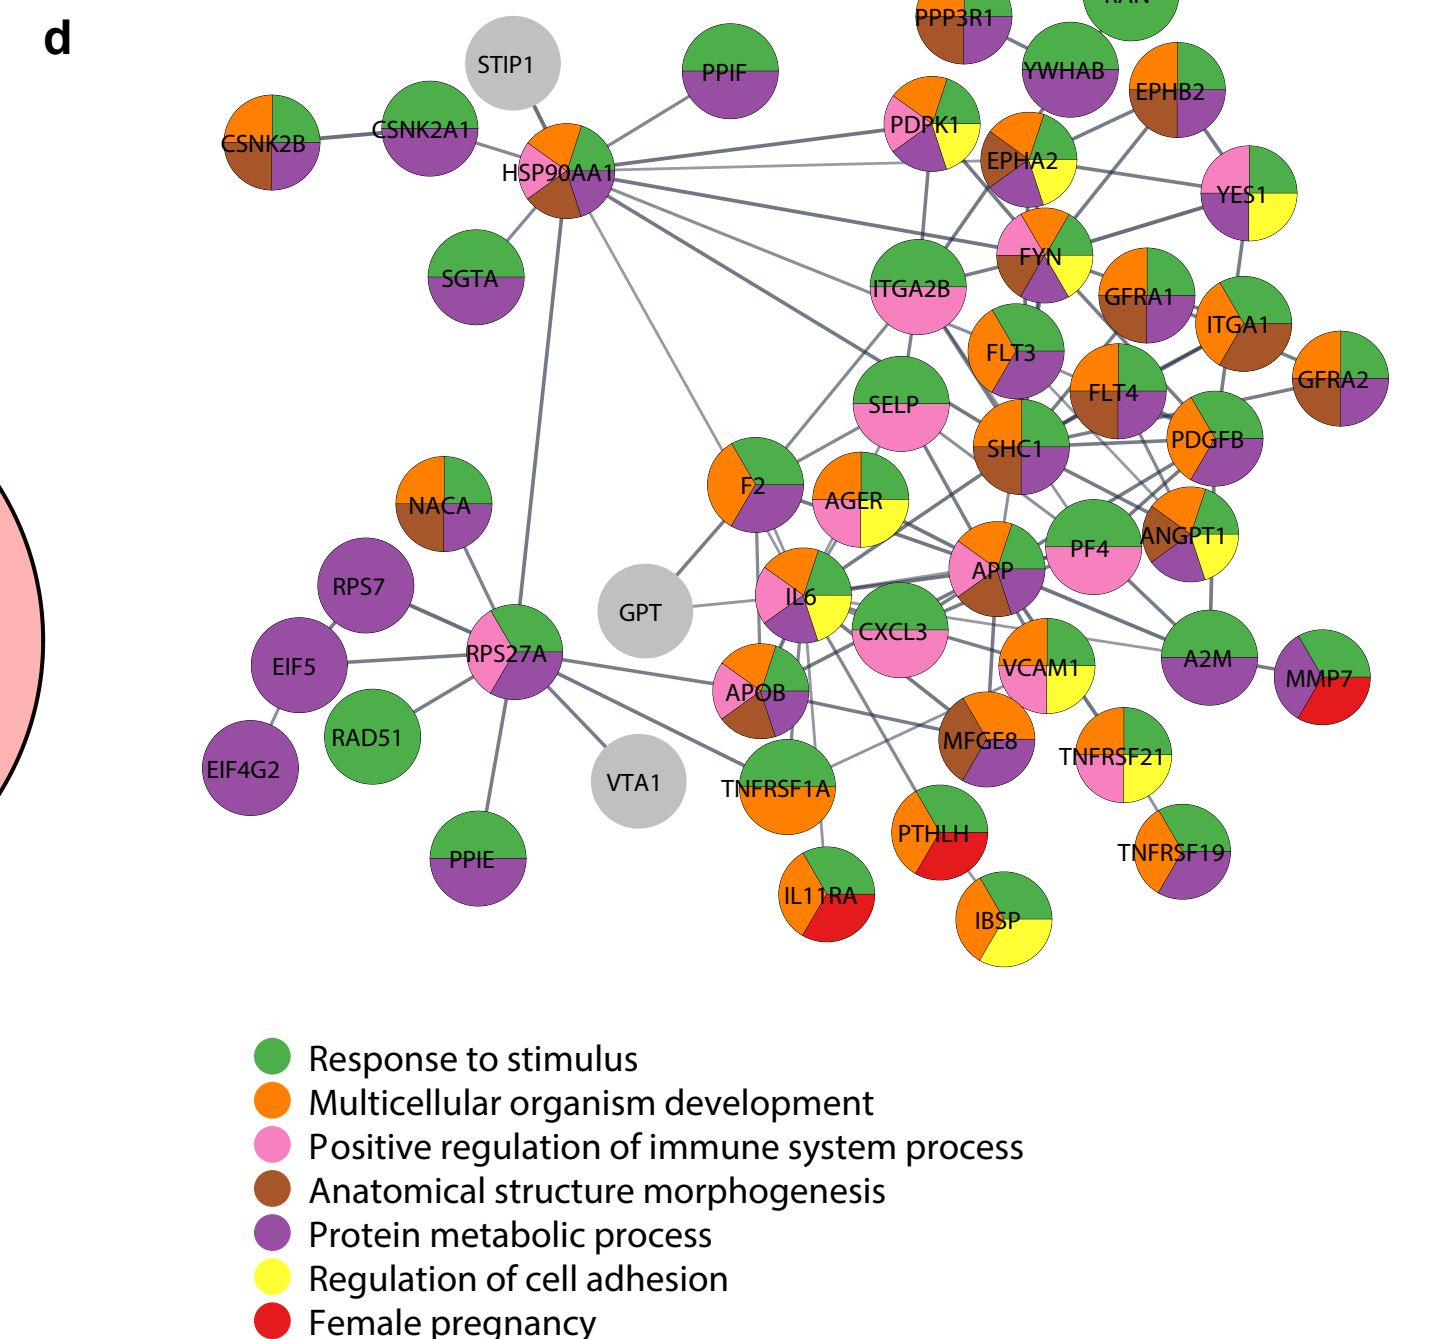 d
RAN
PPP3R1
STIP1
PPIF
YWHAB
EPHB2
CSNK2B
CSNK2A1
PDPK1
HSP90AA1
EPHA2
YES1
FYN
SGTA
ITGA2B
GFRA1
ITGA1
FLT3
GFRA2
FLT4
SELP
PDGFB
SHC1
F2
AGER
NACA
ANGPT1
PF4
APP
RPS7
IL6
GPT
CXCL3
RPS27A
EIF5
VCAM1
A2M
MMP7
APOB
RAD51
MFGE8
TNFRSF21
EIF4G2
VTA1
TNFRSF1A
PTHLH
TNFRSF19
PPIE
IL11RA
IBSP
Response to stimulus
Multicellular organism development
Positive regulation of immune system process
Anatomical structure morphogenesis
Protein metabolic process
Regulation of cell adhesion
Female pregnancy